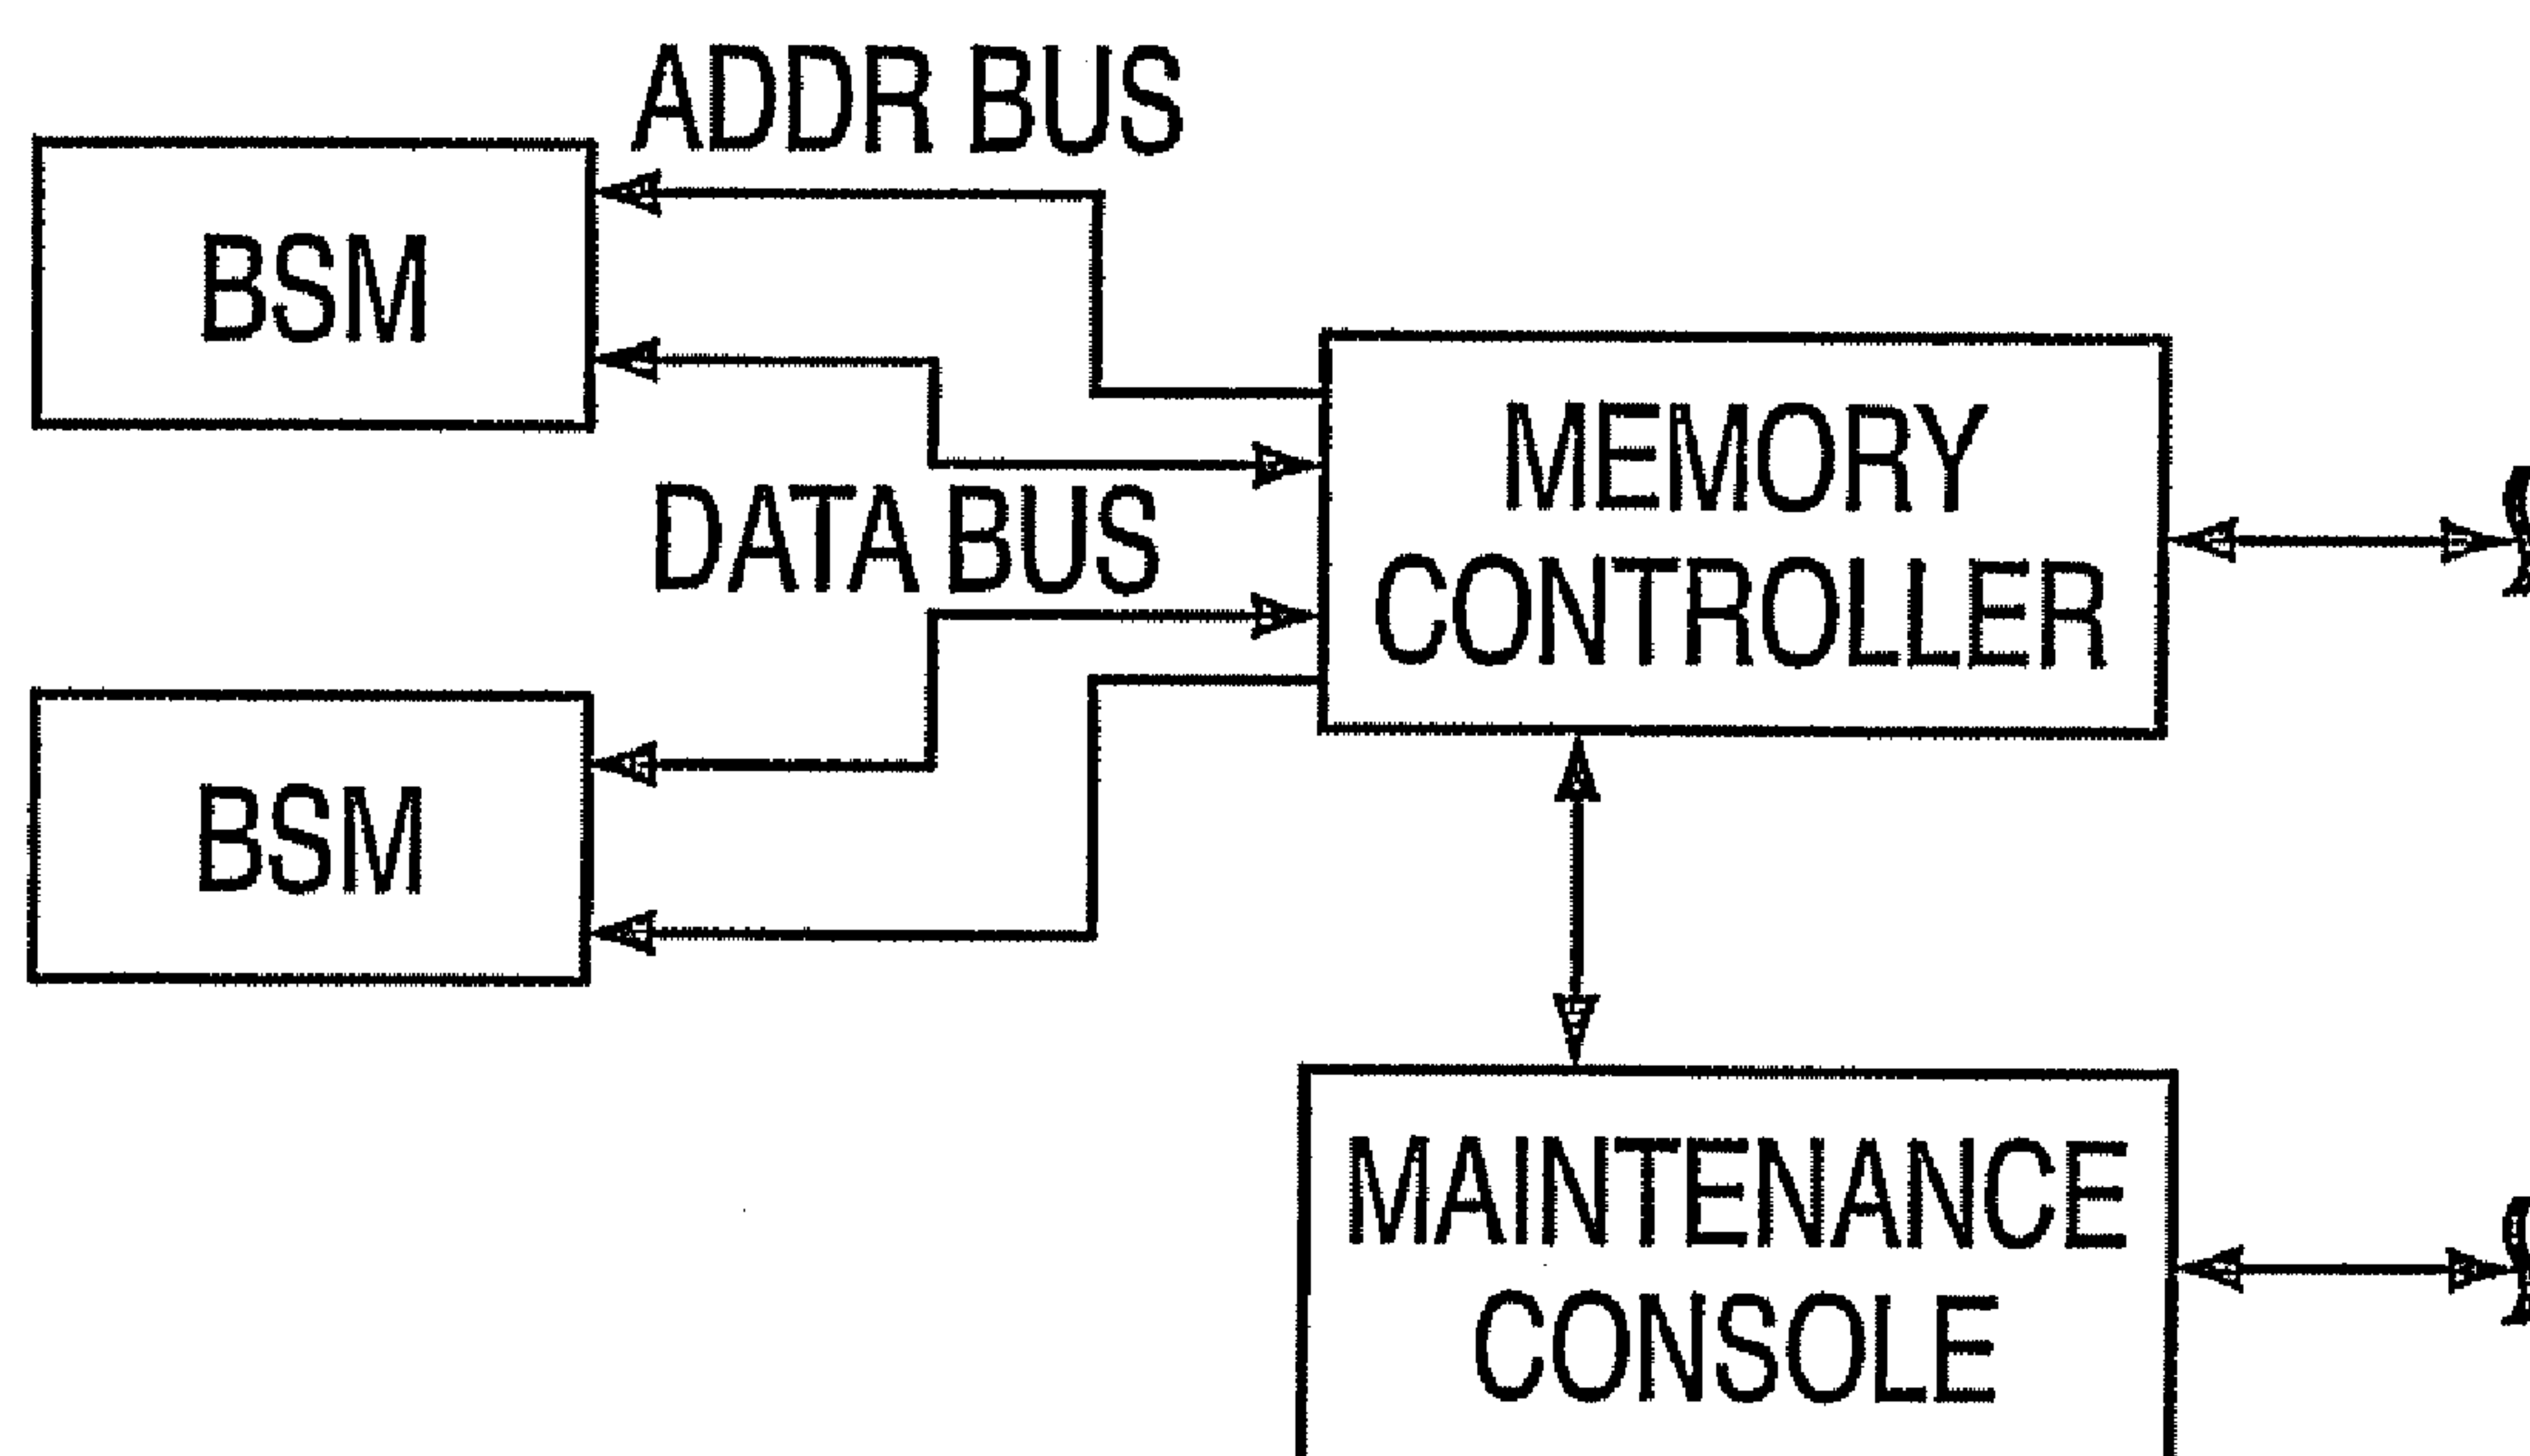 ADDR BUS
BSM
DATA BUS
MEMORY
CONTROLLER
BSM
MAINTENANCE
CONSOLE